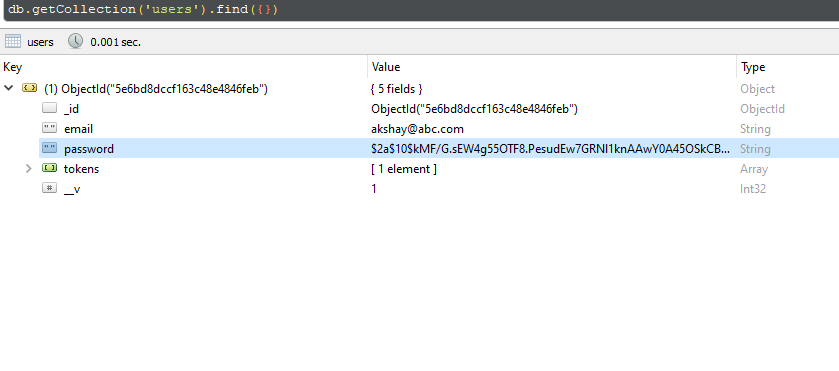 db.getCollection('users').find({})
users 0.001 sec.
Key Value Type
(1) ObjectId("5e6bd8dccf163c48e4846feb") { 5 fields } Object
_id ObjectId("5e6bd8dccf163c48e4846feb") ObjectId
" " email akshay@abc.com String
" " password $2a$10$kMF/G.sEW4g55OTF8.PesudEw7GRNI1knAAwY0A45OSkCB... String
tokens [ 1 element ] Array
# __v 1 Int32